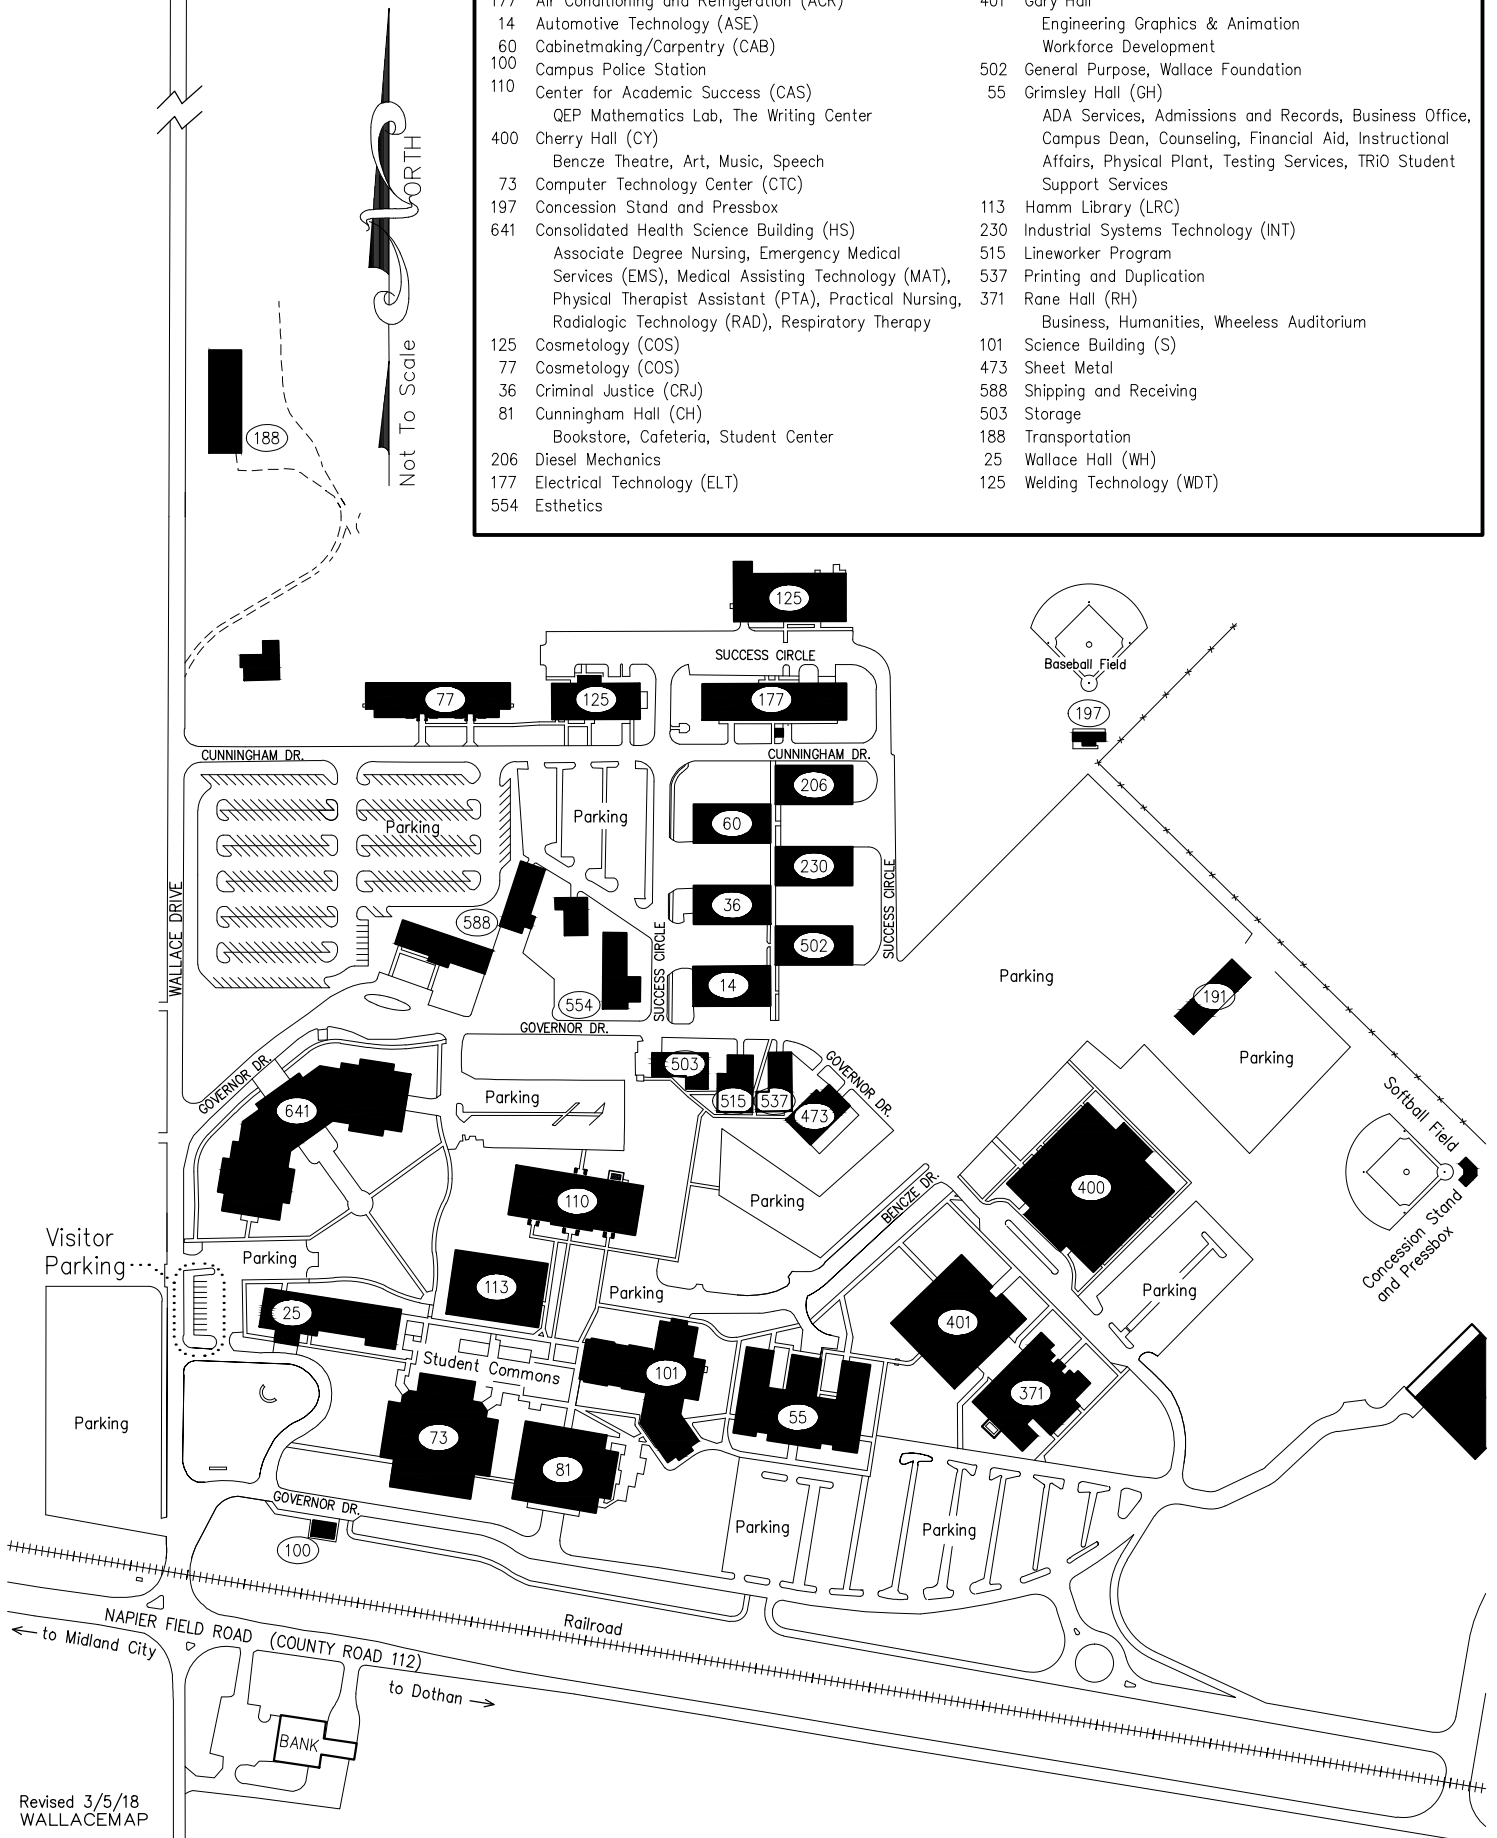 177 Air Conditioning and Refrigeration (ACR)
14 Automotive Technology (ASE)
60 Cabinetmaking/Carpentry (CAB)
100 Campus Police Station
110 Center for Academic Success (CAS)
QEP Mathematics Lab, The Writing Center
400 Cherry Hall (CY)
Bencze Theatre, Art, Music, Speech
73 Computer Technology Center (CTC)
197 Concession Stand and Pressbox
641 Consolidated Health Science Building (HS)
Associate Degree Nursing, Emergency Medical
Services (EMS), Medical Assisting Technology (MAT),
Physical Therapist Assistant (PTA), Practical Nursing,
Radialogic Technology (RAD), Respiratory Therapy
125 Cosmetology (COS)
77 Cosmetology (COS)
36 Criminal Justice (CRJ)
81 Cunningham Hall (CH)
Bookstore, Cafeteria, Student Center
206 Diesel Mechanics
177 Electrical Technology (ELT)
554 Esthetics
401 Gary Hall
Engineering Graphics & Animation
Workforce Development
502 General Purpose, Wallace Foundation
55 Grimsley Hall (GH)
ADA Services, Admissions and Records, Business Office,
Campus Dean, Counseling, Financial Aid, Instructional
Affairs, Physical Plant, Testing Services, TRiO Student
Support Services
113 Hamm Library (LRC)
230 Industrial Systems Technology (INT)
515 Lineworker Program
537 Printing and Duplication
371 Rane Hall (RH)
Business, Humanities, Wheeless Auditorium
101 Science Building (S)
473 Sheet Metal
588 Shipping and Receiving
503 Storage
188 Transportation
25 Wallace Hall (WH)
125 Welding Technology (WDT)
NORTH
Not To Scale
188
125
SUCCESS CIRCLE
Baseball Field
77
125
177
197
CUNNINGHAM DR.
CUNNINGHAM DR.
206
Parking
Parking
60
230
WALLACE DRIVE
SUCCESS CIRCLE
36
588
SUCCESS CIRCLE
502
Parking
14
191
554
GOVERNOR DR.
Parking
503
GOVERNOR DR.
GOVERNOR DR.
Parking
641
515
537
473
Softball Field
400
110
Parking
BENCZE DR.
Visitor
Parking
Parking
Concession Stand
and Pressbox
113
Parking
Parking
25
401
Student Commons
101
371
Parking
73
55
81
GOVERNOR DR.
Parking
Parking
100
NAPIER FIELD ROAD (COUNTY ROAD 112)
Railroad
to Midland City
to Dothan
BANK
Revised 3/5/18
WALLACEMAP